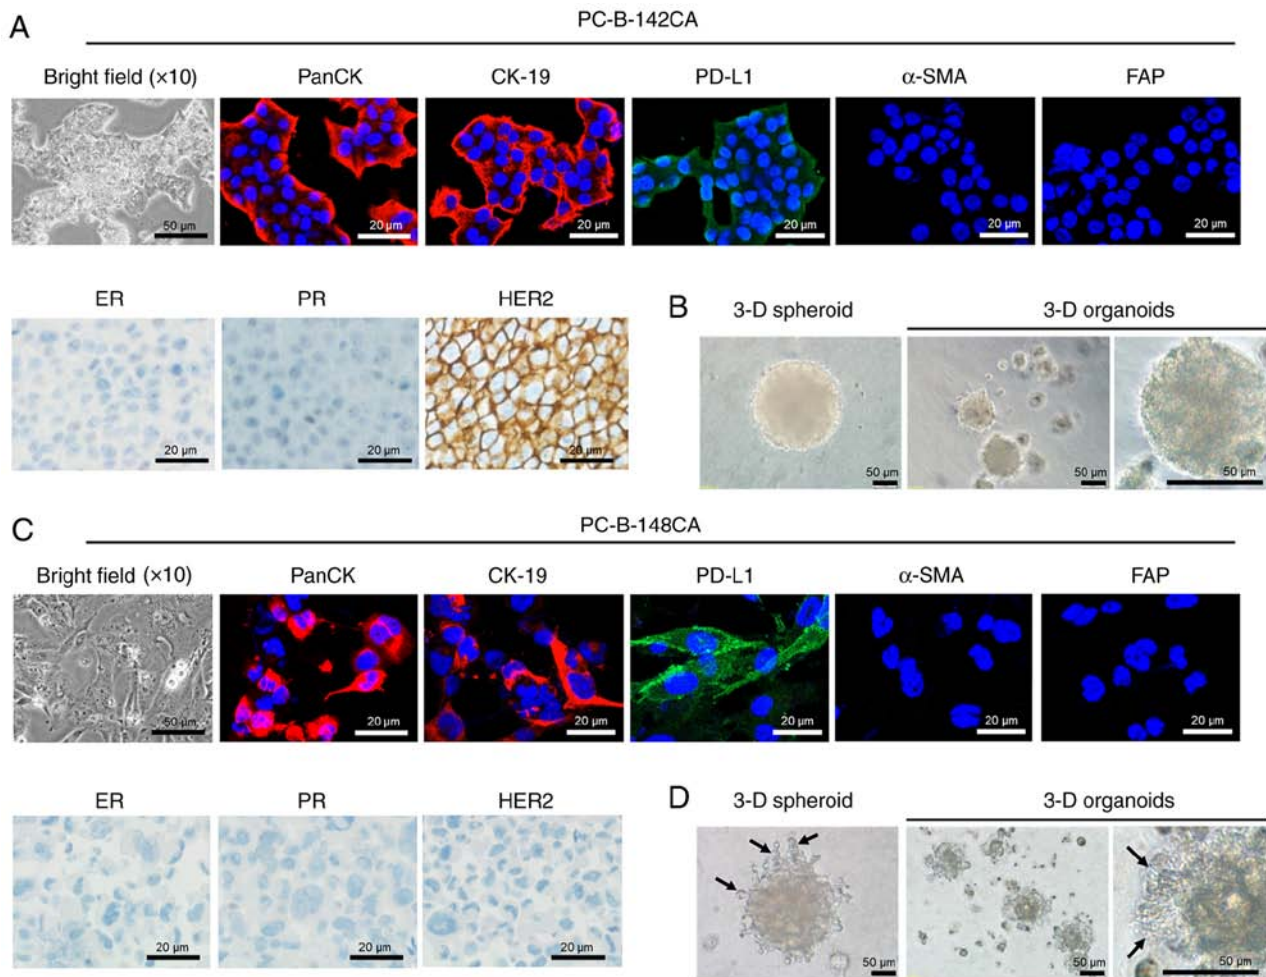 A
PC-B-142CA
Bright field (×10) PanCK CK-19 PD-L1 α-SMA FAP
50 µm 20 µm 20 µm 20 µm 20 µm 20 µm
ER PR HER2
20 µm 20 µm 20 µm
B
3-D spheroid 3-D organoids
50 µm 50 µm 50 µm
C
PC-B-148CA
Bright field (×10) PanCK CK-19 PD-L1 α-SMA FAP
50 µm 20 µm 20 µm 20 µm 20 µm 20 µm
ER PR HER2
20 µm 20 µm 20 µm
D
3-D spheroid 3-D organoids
50 µm 50 µm 50 µm